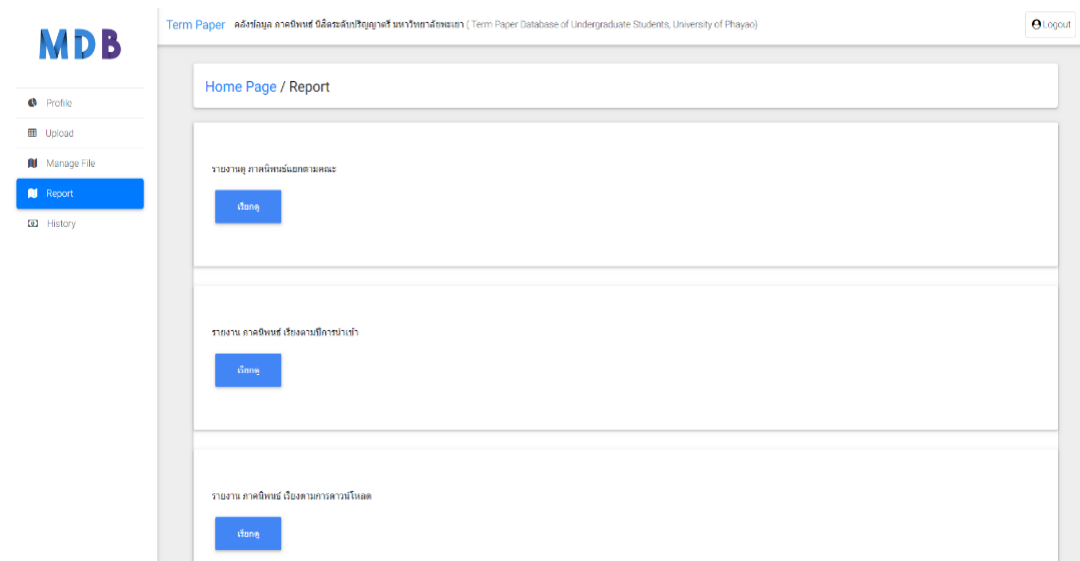 MDB
Term Paper คลังข้อมูล ภาคนิพนธ์ นิสิตระดับปริญญาตรี มหาวิทยาลัยพะเยา ( Term Paper Database of Undergraduate Students, University of Phayao)
Logout
Profile
Upload
Manage File
Report
History
Home Page / Report
รายงานดู ภาคนิพนธ์แยกตามคณะ
เรียกดู
รายงาน ภาคนิพนธ์ เรียงตามปีการนำเข้า
เรียกดู
รายงาน ภาคนิพนธ์ เรียงตามการดาวน์โหลด
เรียกดู